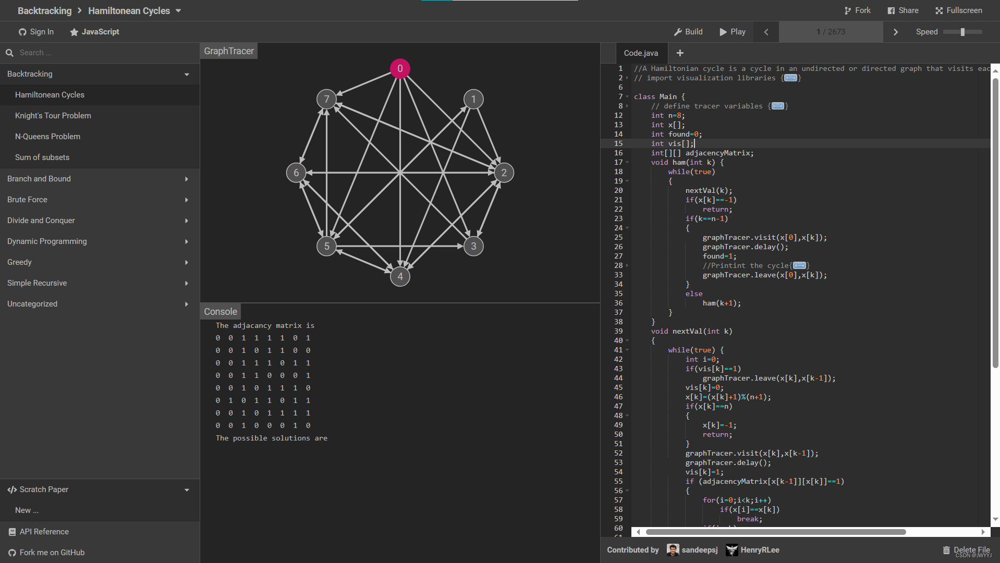 Backtracking > Hamiltonean Cycles
Fork
Share
Fullscreen
Sign In
JavaScript
Build
Play
1 / 2673
Speed
Search ...
Backtracking
Hamiltonean Cycles
Knight's Tour Problem
N-Queens Problem
Sum of subsets
Branch and Bound
Brute Force
Divide and Conquer
Dynamic Programming
Greedy
Simple Recursive
Uncategorized
</> Scratch Paper
New ...
API Reference
Fork me on GitHub
GraphTracer
0
7
1
6
2
5
3
4
Console
The adjacancy matrix is
0 0 1 1 1 1 0 1
0 0 1 0 1 1 0 0
0 0 1 1 1 0 1 1
0 0 1 1 0 0 0 1
0 0 1 0 1 1 1 0
0 1 0 1 1 0 1 1
0 0 1 0 1 1 1 1
0 0 1 0 0 0 1 0
The possible solutions are
Code.java +
1 //A Hamiltonian cycle is a cycle in an undirected or directed graph that visits eac
2 // import visualization libraries {}
6
7 class Main {
8 // define tracer variables {}
12 int n=8;
13 int x[];
14 int found=0;
15 int vis[];
16 int[][] adjacencyMatrix;
17 void ham(int k) {
18 while(true)
19 {
20 nextVal(k);
21 if(x[k]==-1)
22 return;
23 if(k==n-1)
24 {
25 graphTracer.visit(x[0],x[k]);
26 graphTracer.delay();
27 found=1;
28 //Printint the cycle{}
33 graphTracer.leave(x[0],x[k]);
34 }
35 else
36 ham(k+1);
37 }
38 }
39 void nextVal(int k)
40 {
41 while(true) {
42 int i=0;
43 if(vis[k]==1)
44 graphTracer.leave(x[k],x[k-1]);
45 vis[k]=0;
46 x[k]=(x[k]+1)%(n+1);
47 if(x[k]==n)
48 {
49 x[k]=-1;
50 return;
51 }
52 graphTracer.visit(x[k],x[k-1]);
53 graphTracer.delay();
54 vis[k]=1;
55 if (adjacencyMatrix[x[k-1]][x[k]]==1)
56 {
57 for(i=0;i<k;i++)
58 if(x[i]==x[k])
59 break;
60
Contributed by sandeepsj HenryRLee
Delete File
CSDN @JWYYJ